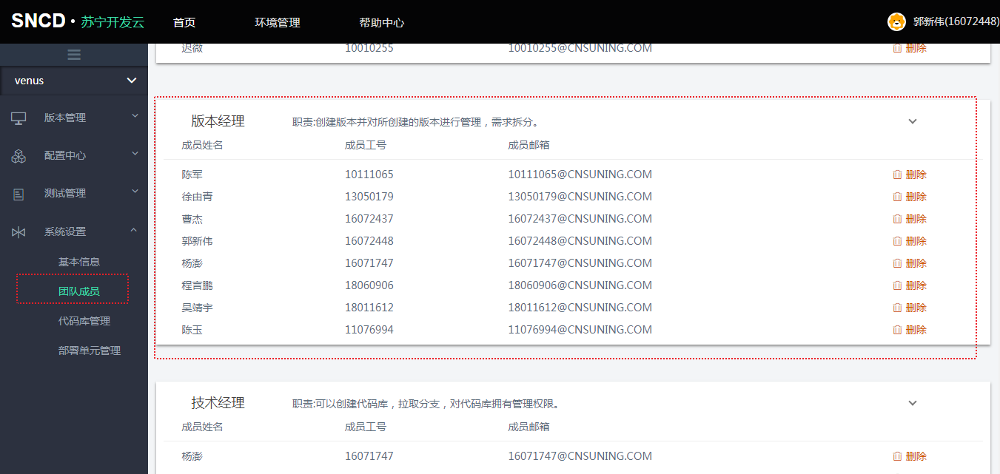 SNCD · 苏宁开发云 首页 环境管理 帮助中心 郭新伟(16072448)
venus
版本管理
配置中心
测试管理
系统设置
基本信息
团队成员
代码库管理
部署单元管理
迟微 10010255 10010255@CNSUNING.COM 删除
版本经理 职责:创建版本并对所创建的版本进行管理，需求拆分。
成员姓名 成员工号 成员邮箱
陈军 10111065 10111065@CNSUNING.COM 删除
徐由青 13050179 13050179@CNSUNING.COM 删除
曹杰 16072437 16072437@CNSUNING.COM 删除
郭新伟 16072448 16072448@CNSUNING.COM 删除
杨澎 16071747 16071747@CNSUNING.COM 删除
程言鹏 18060906 18060906@CNSUNING.COM 删除
吴靖宇 18011612 18011612@CNSUNING.COM 删除
陈玉 11076994 11076994@CNSUNING.COM 删除
技术经理 职责:可以创建代码库，拉取分支，对代码库拥有管理权限。
成员姓名 成员工号 成员邮箱
杨澎 16071747 16071747@CNSUNING.COM 删除